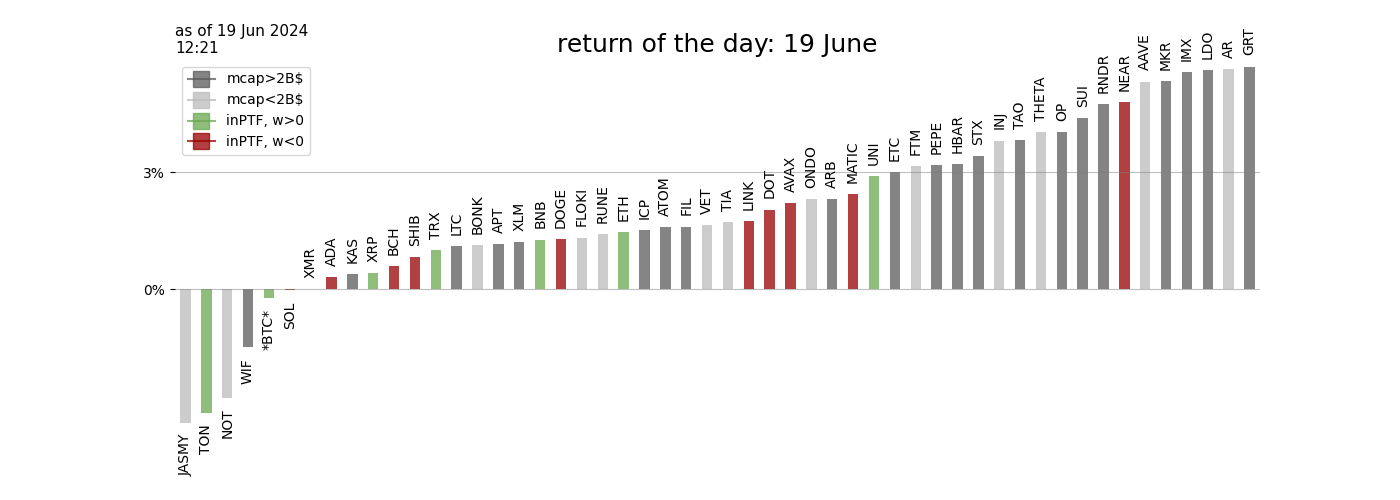 as of 19 Jun 2024
12:21
return of the day: 19 June
mcap>2B$
mcap<2B$
inPTF, w>0
inPTF, w<0
3%
0%
JASMY
TON
NOT
WIF
*BTC*
SOL
XMR
ADA
KAS
XRP
BCH
SHIB
TRX
LTC
BONK
APT
XLM
BNB
DOGE
FLOKI
RUNE
ETH
ICP
ATOM
FIL
VET
TIA
LINK
DOT
AVAX
ONDO
ARB
MATIC
UNI
ETC
FTM
PEPE
HBAR
STX
INJ
TAO
THETA
OP
SUI
RNDR
NEAR
AAVE
MKR
IMX
LDO
AR
GRT